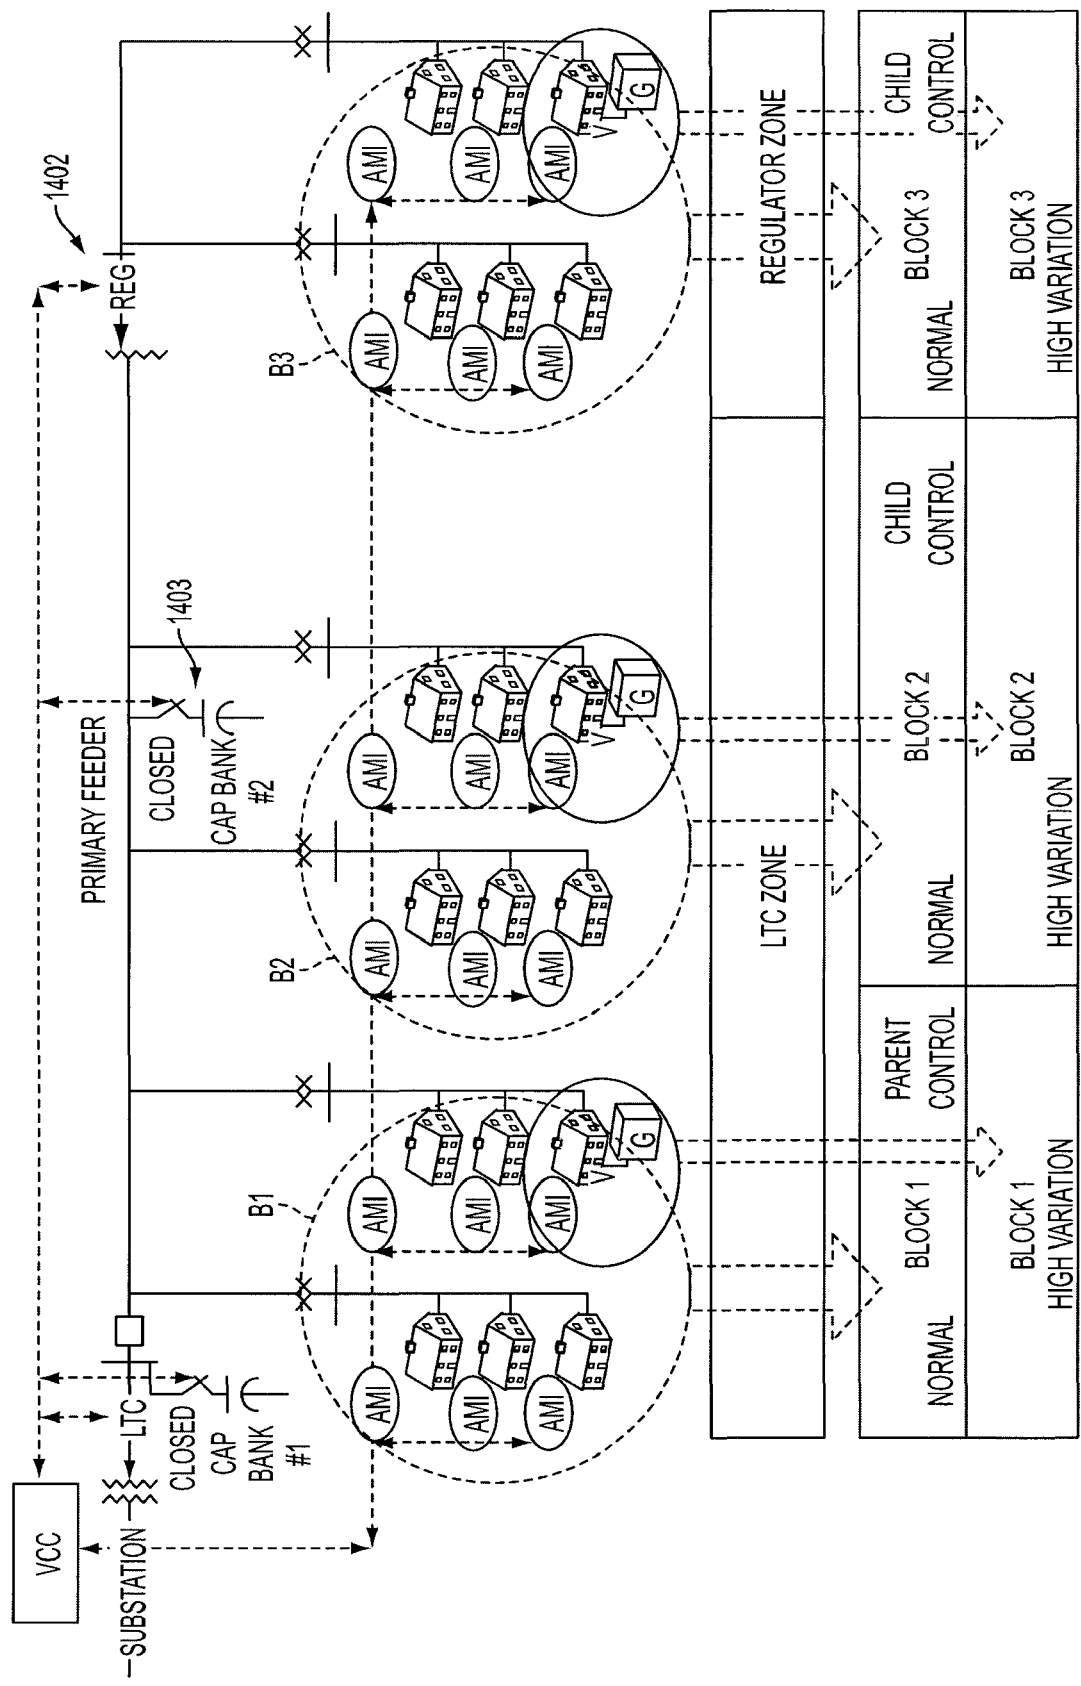 VCC
SUBSTATION
LTC
CLOSED
CAP
BANK
#1
PRIMARY FEEDER
CLOSED
CAP BANK
#2
1403
REG
1402
B1
B2
B3
AMI
AMI
AMI
AMI
AMI
AMI
V
G
AMI
AMI
AMI
AMI
AMI
AMI
V
G
AMI
AMI
AMI
AMI
AMI
AMI
V
G
LTC ZONE
REGULATOR ZONE
NORMAL
BLOCK 1
PARENT
CONTROL
NORMAL
BLOCK 2
CHILD
CONTROL
NORMAL
BLOCK 3
CHILD
CONTROL
BLOCK 1
HIGH VARIATION
BLOCK 2
HIGH VARIATION
BLOCK 3
HIGH VARIATION